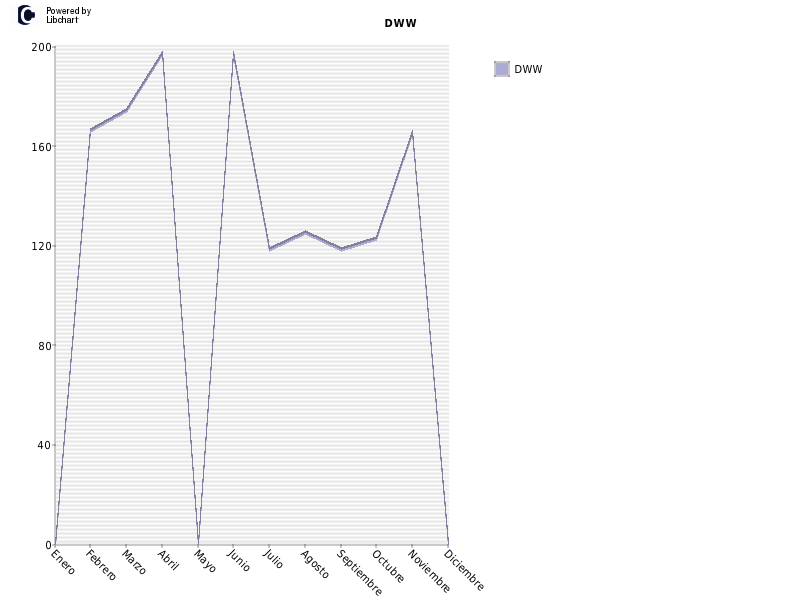 Powered by
Libchart
DWW
DWW
200
160
120
80
40
0
Enero
Febrero
Marzo
Abril
Mayo
Junio
Julio
Agosto
Septiembre
Octubre
Noviembre
Diciembre